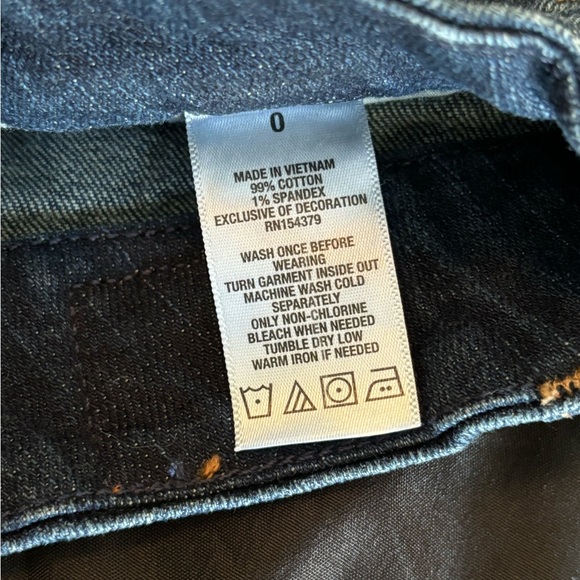 0
MADE IN VIETNAM
99% COTTON
1% SPANDEX
EXCLUSIVE OF DECORATION
RN154379
WASH ONCE BEFORE
WEARING
TURN GARMENT INSIDE OUT
MACHINE WASH COLD
SEPARATELY
ONLY NON-CHLORINE
BLEACH WHEN NEEDED
TUMBLE DRY LOW
WARM IRON IF NEEDED